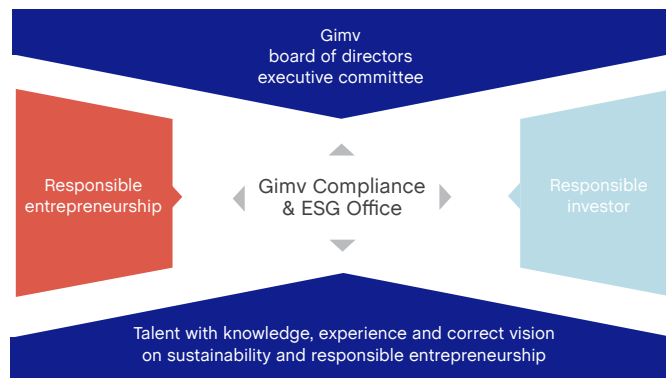 Gimv
board of directors
executive committee
Responsible
entrepreneurship
Gimv Compliance
& ESG Office
Responsible
investor
Talent with knowledge, experience and correct vision
on sustainability and responsible entrepreneurship